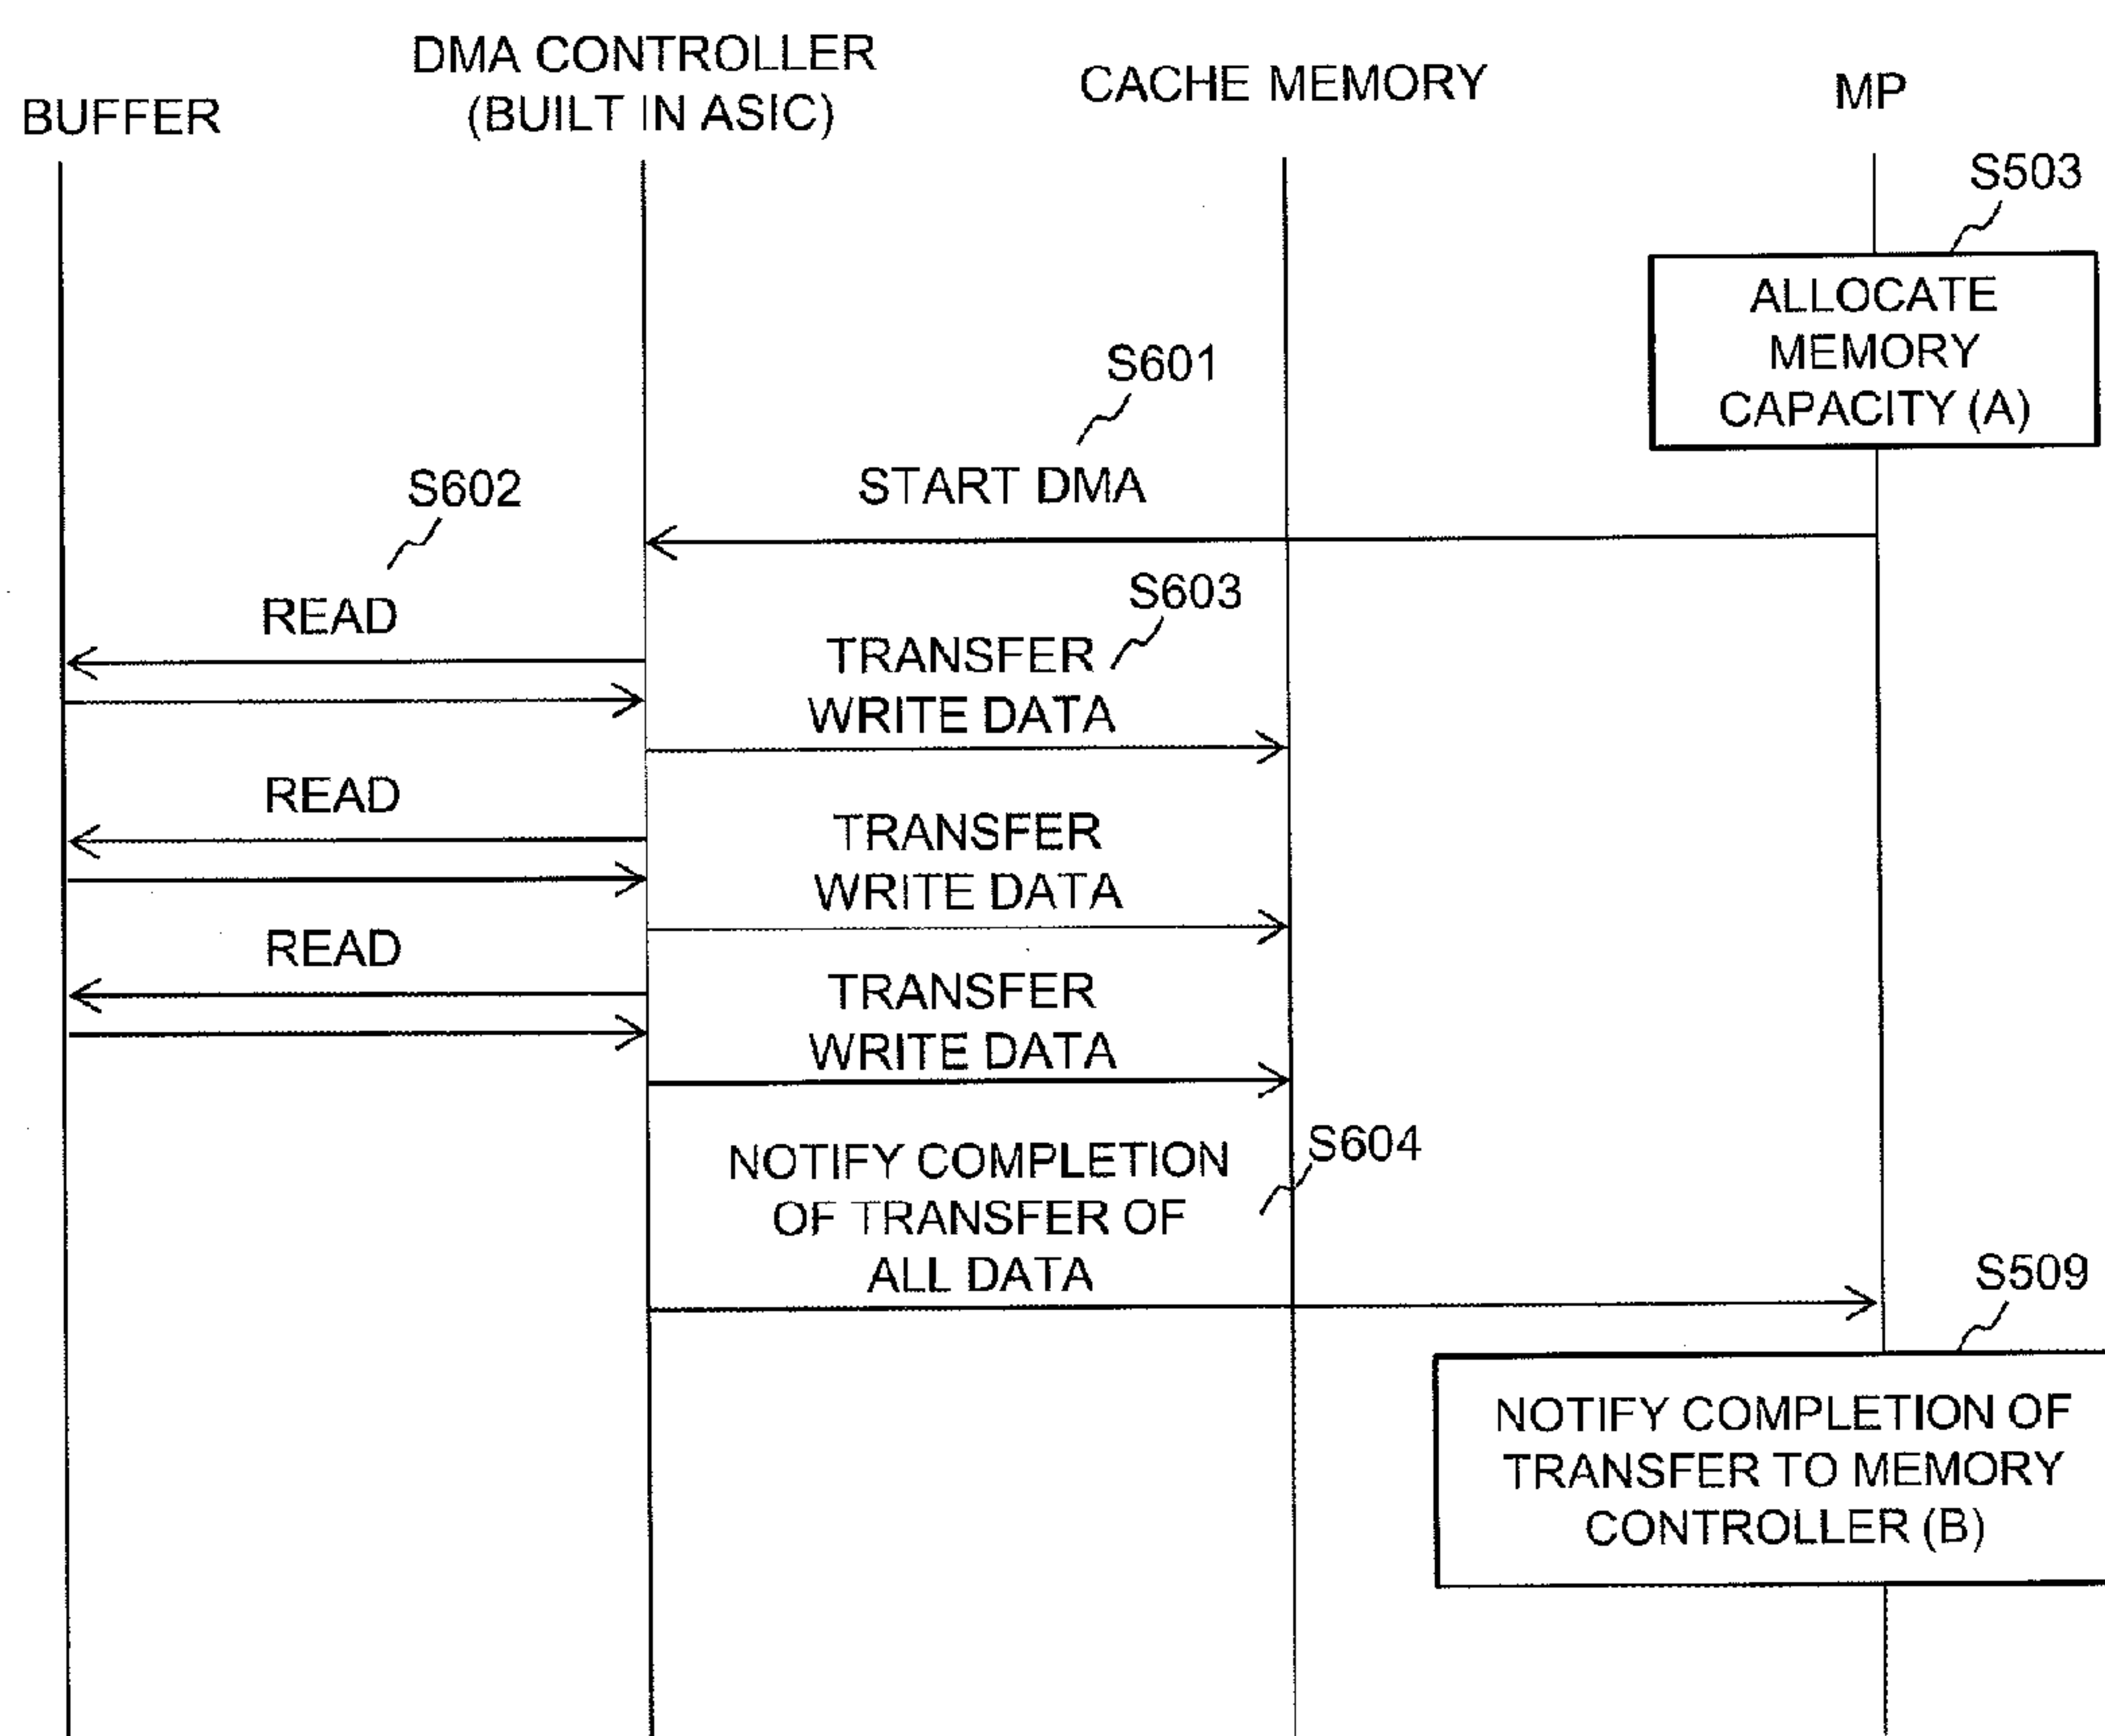 DMA CONTROLLER
(BUILT IN ASIC)
BUFFER
CACHE MEMORY
MP
S503
ALLOCATE
MEMORY
CAPACITY (A)
S601
START DMA
S602
READ
S603
TRANSFER
WRITE DATA
READ
TRANSFER
WRITE DATA
READ
TRANSFER
WRITE DATA
NOTIFY COMPLETION
OF TRANSFER OF
ALL DATA
S604
S509
NOTIFY COMPLETION OF
TRANSFER TO MEMORY
CONTROLLER (B)